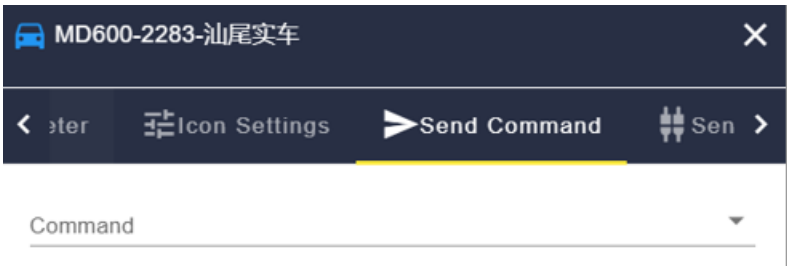 MD600-2283-汕尾实车
eter Icon Settings Send Command Sen
Command